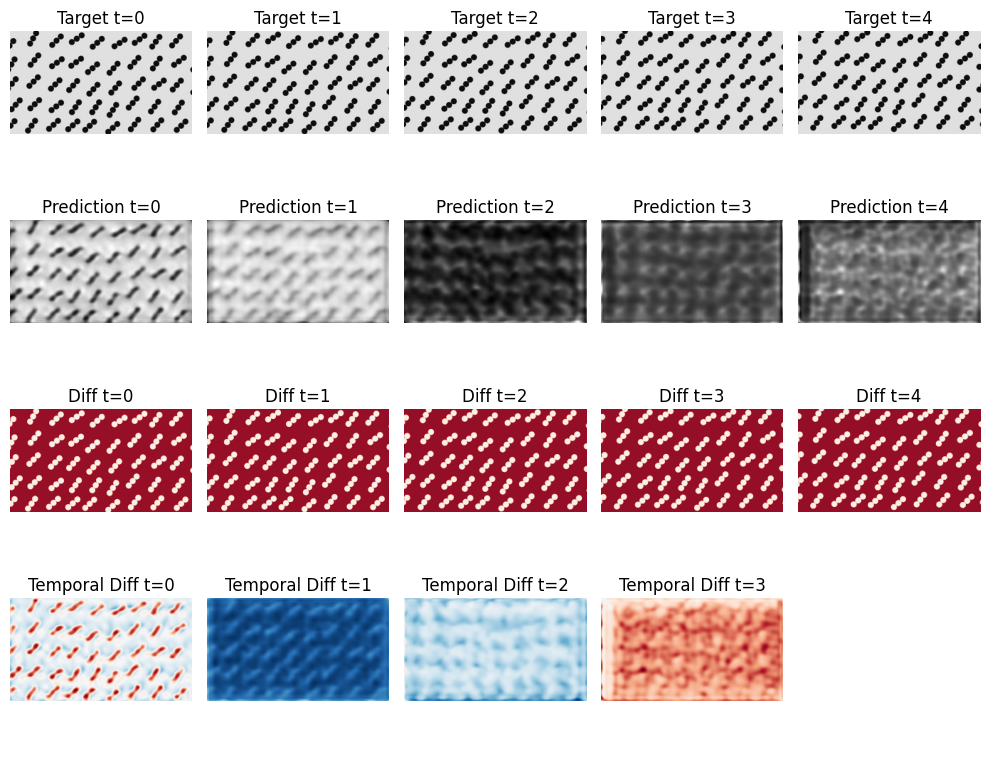 Target t=0
Target t=1
Target t=2
Target t=3
Target t=4
Prediction t=0
Prediction t=1
Prediction t=2
Prediction t=3
Prediction t=4
Diff t=0
Diff t=1
Diff t=2
Diff t=3
Diff t=4
Temporal Diff t=0
Temporal Diff t=1
Temporal Diff t=2
Temporal Diff t=3